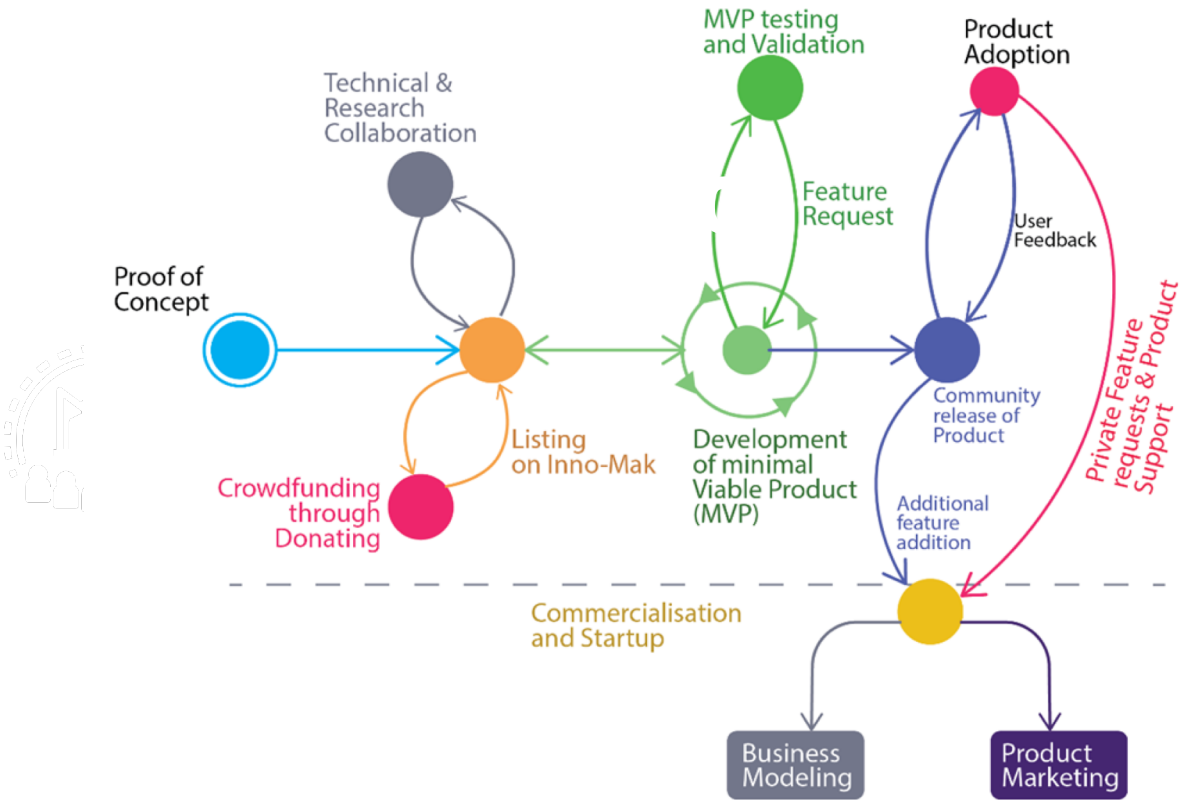 MVP testing
and Validation
Product
Adoption
Technical &
Research
Collaboration
Feature
Request
User
Feedback
Proof of
Concept
Private Feature
requests & Product
Support
Community
release of
Product
Listing
on Inno-Mak
Development
of minimal
Viable Product
(MVP)
Crowdfunding
through
Donating
Additional
feature
addition
Commercialisation
and Startup
Business
Modeling
Product
Marketing